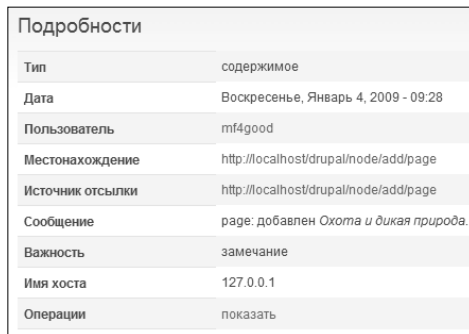 Подробности
Тип содержимое
Дата Воскресенье, Январь 4, 2009 - 09:28
Пользователь mf4good
Местонахождение http://localhost/drupal/node/add/page
Источник отсылки http://localhost/drupal/node/add/page
Сообщение page: добавлен Охота и дикая природа.
Важность замечание
Имя хоста 127.0.0.1
Операции показать